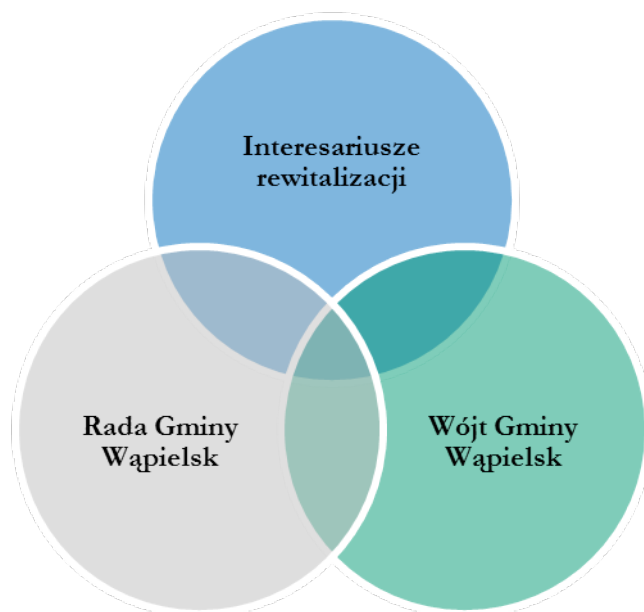 Interesariusze
rewitalizacji
Rada Gminy
Wąpielsk
Wójt Gminy
Wąpielsk